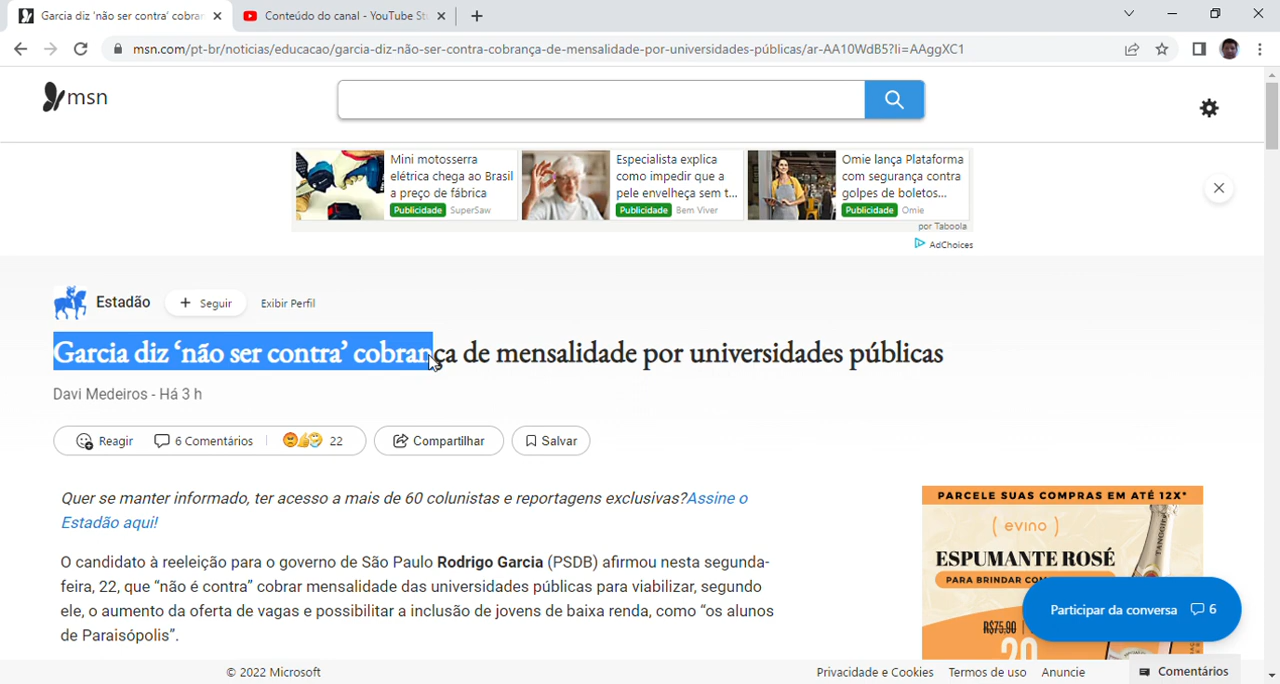 Garcia diz ‘não ser contra’ cobrar
Conteúdo do canal - YouTube St
msn.com/pt-br/noticias/educacao/garcia-diz-não-ser-contra-cobrança-de-mensalidade-por-universidades-públicas/ar-AA10WdB5?li=AAggXC1
msn
Mini motosserra
elétrica chega ao Brasil
a preço de fábrica
Publicidade SuperSaw
Especialista explica
como impedir que a
pele envelheça sem t...
Publicidade Bem Viver
Omie lança Plataforma
com segurança contra
golpes de boletos...
Publicidade Omie
por Taboola
AdChoices
Estadão + Seguir Exibir Perfil
Garcia diz ‘não ser contra’ cobrança de mensalidade por universidades públicas
Davi Medeiros - Há 3 h
Reagir 6 Comentários 22 Compartilhar Salvar
Quer se manter informado, ter acesso a mais de 60 colunistas e reportagens exclusivas?Assine o
Estadão aqui!
O candidato à reeleição para o governo de São Paulo Rodrigo Garcia (PSDB) afirmou nesta segunda-
feira, 22, que “não é contra” cobrar mensalidade das universidades públicas para viabilizar, segundo
ele, o aumento da oferta de vagas e possibilitar a inclusão de jovens de baixa renda, como “os alunos
de Paraisópolis”.
PARCELE SUAS COMPRAS EM ATÉ 12X*
( evino )
ESPUMANTE ROSÉ
PARA BRINDAR COM
R$75,90
20
Participar da conversa 6
© 2022 Microsoft
Privacidade e Cookies Termos de uso Anuncie Comentários